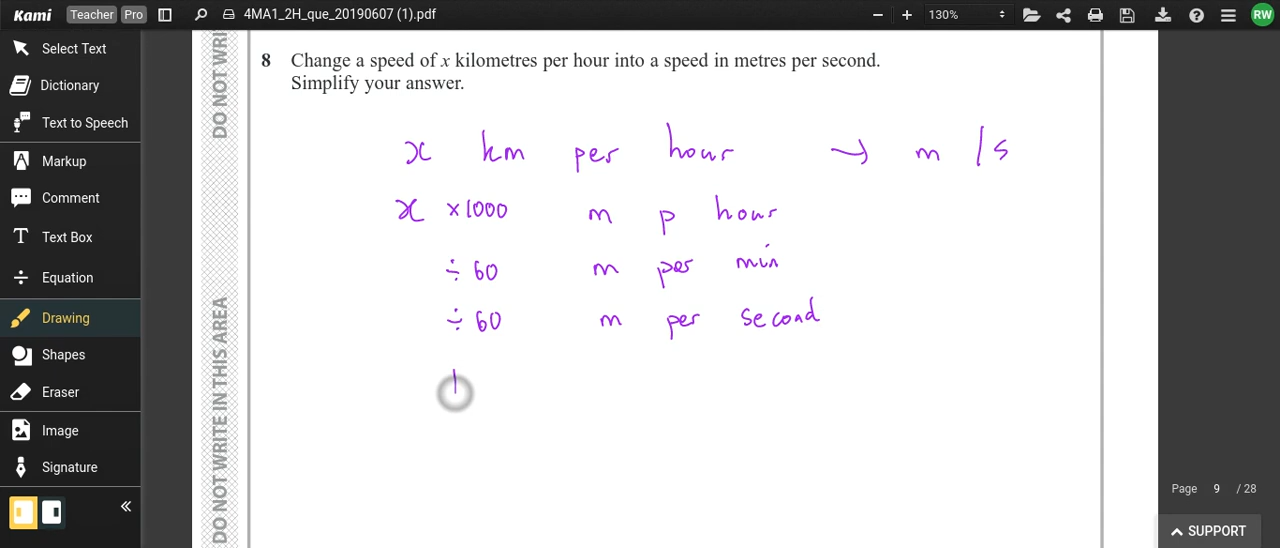 Kami Teacher Pro 4MA1_2H_que_20190607 (1).pdf 130% RW
Select Text
Dictionary
Text to Speech
Markup
Comment
Text Box
Equation
Drawing
Shapes
Eraser
Image
Signature
DO NOT WRI
DO NOT WRITE IN THIS AREA
8 Change a speed of x kilometres per hour into a speed in metres per second.
Simplify your answer.
x km per hour → m /s
x ×1000 m p hour
÷ 60 m per min
÷ 60 m per second
Page 9 / 28
SUPPORT